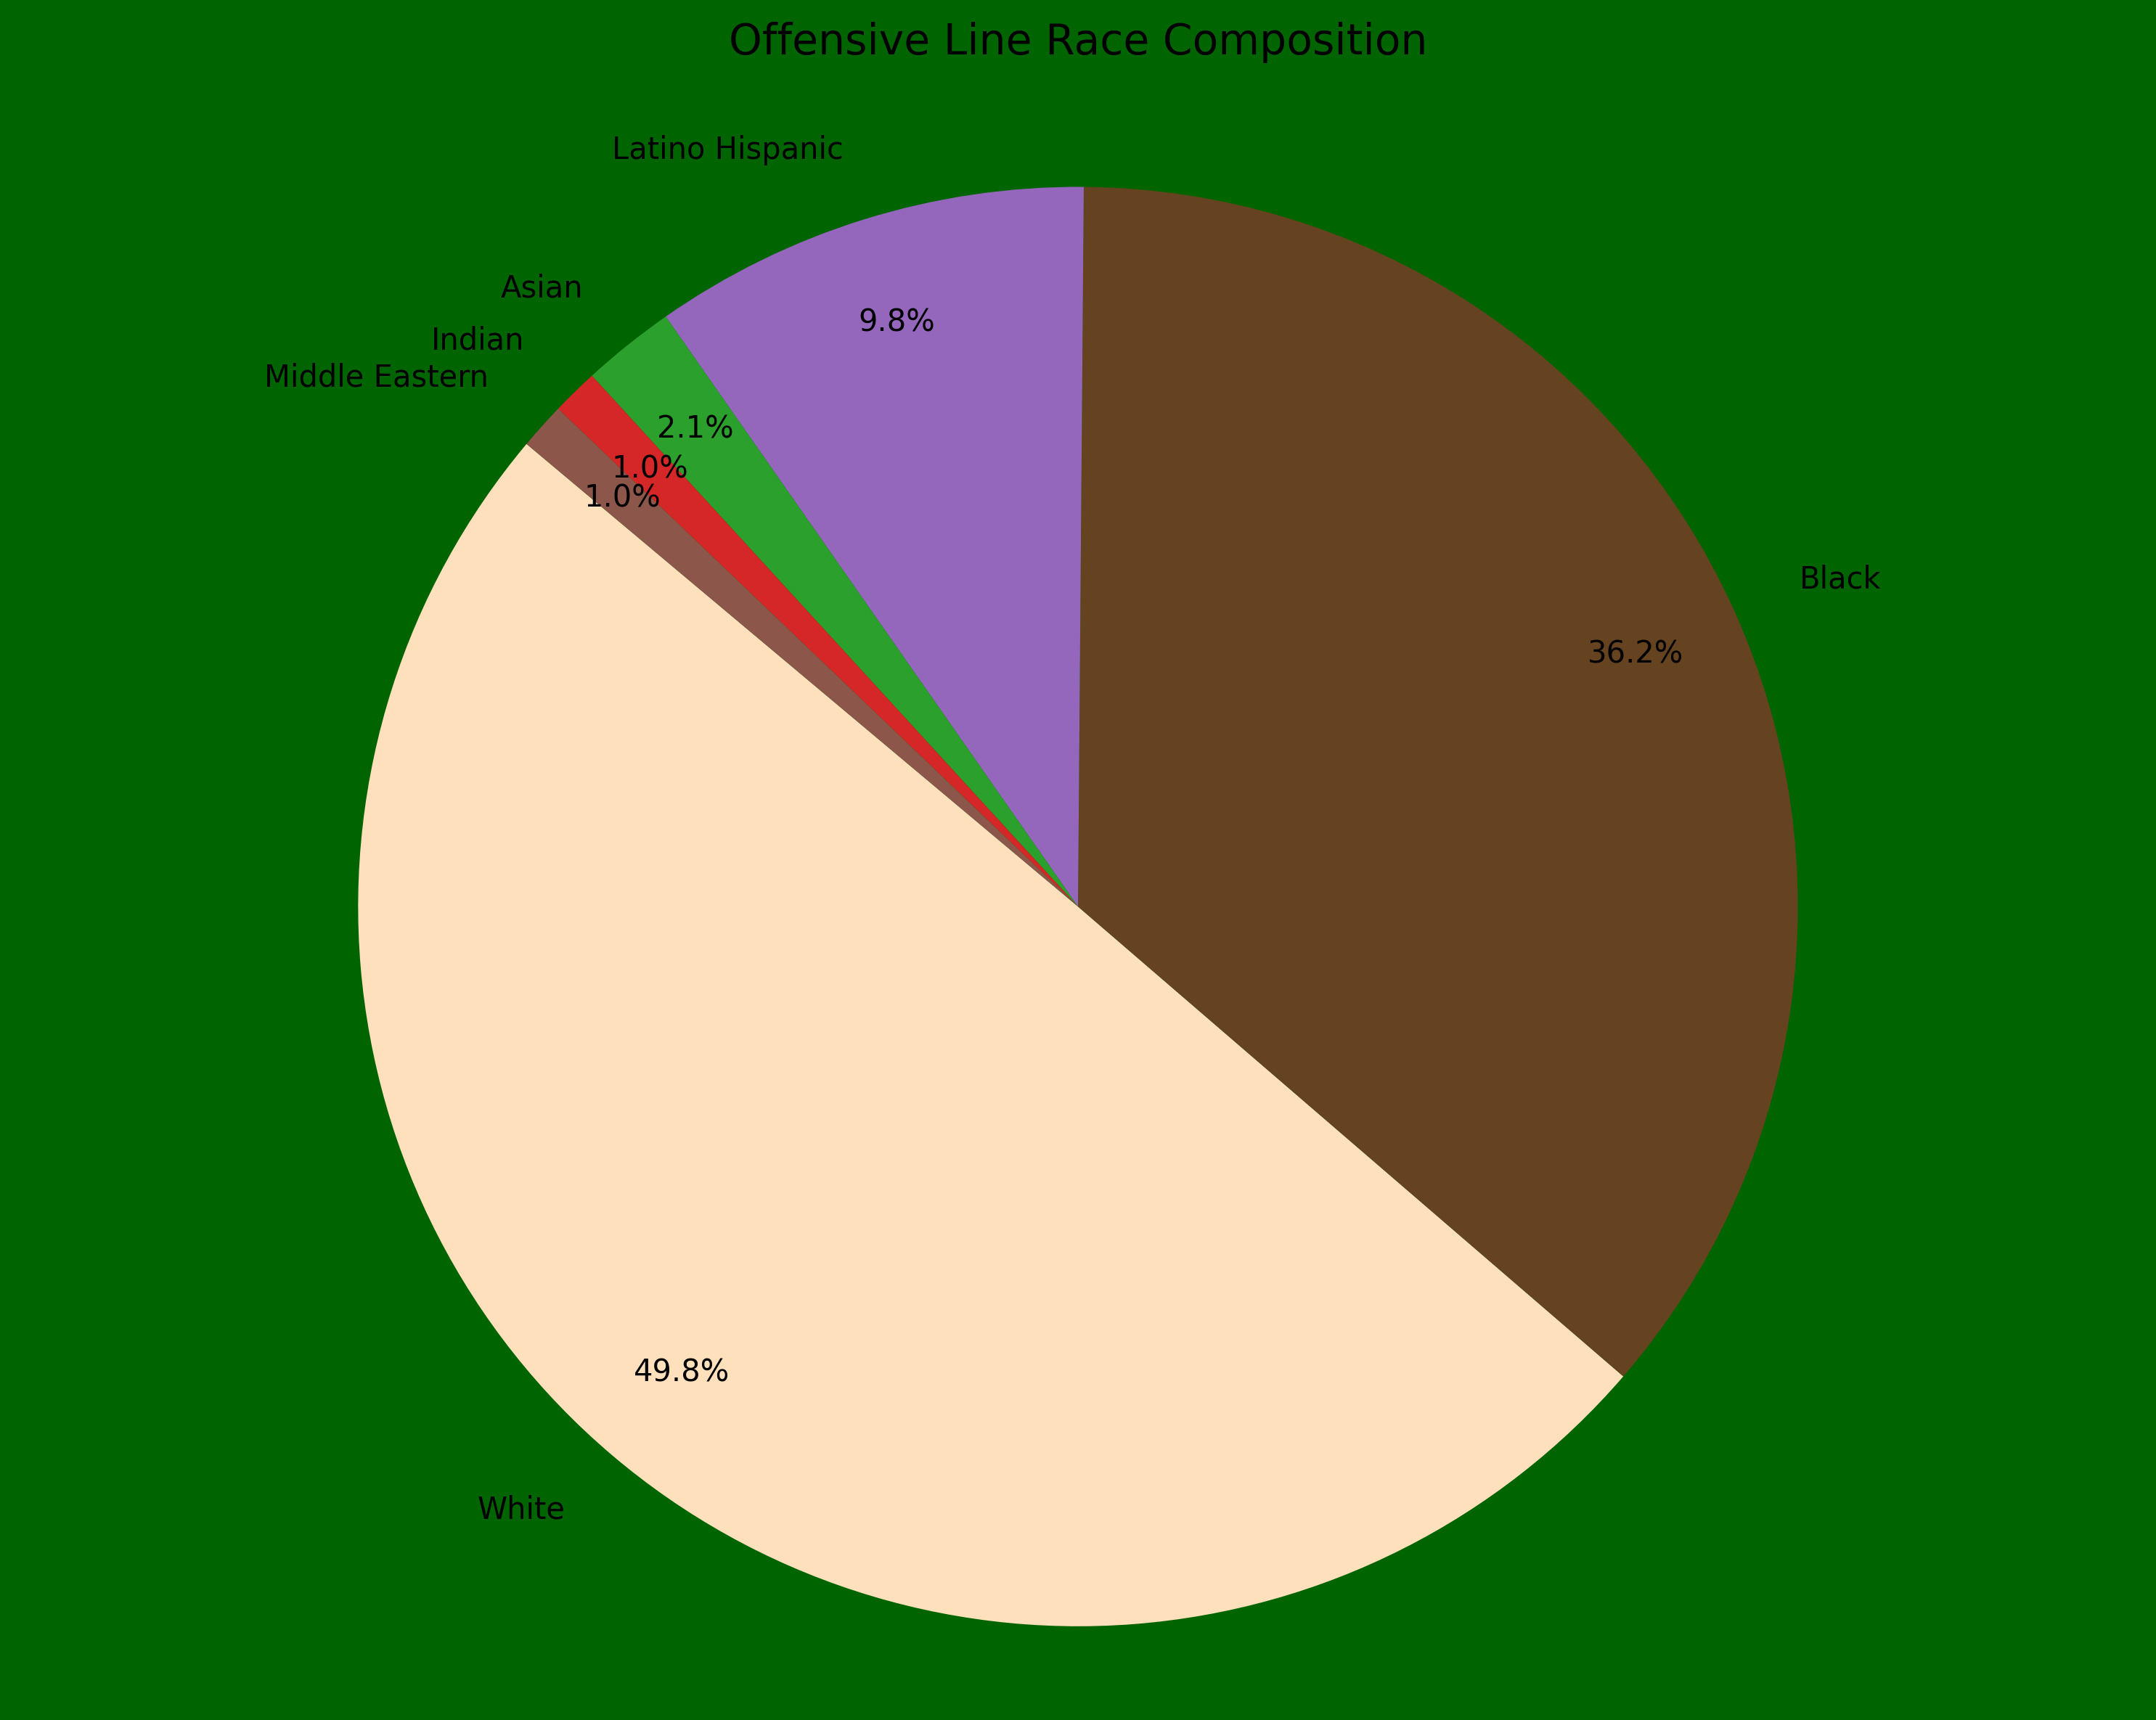 Offensive Line Race Composition
Latino Hispanic
Asian
Indian
Middle Eastern
9.8%
2.1%
1.0%
1.0%
Black
36.2%
49.8%
White